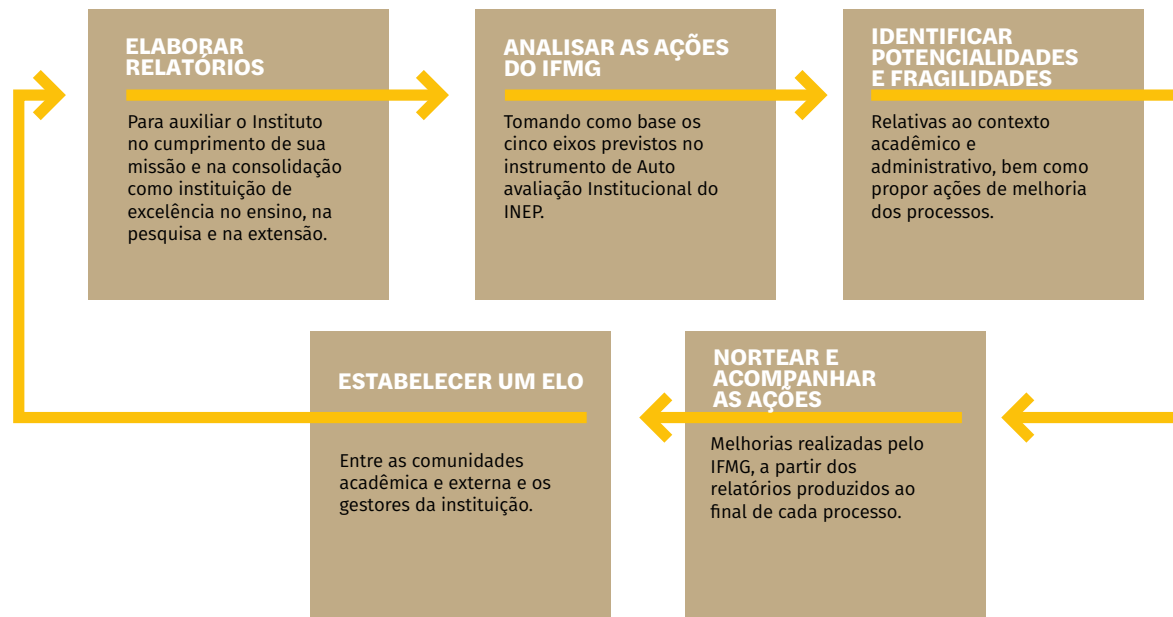 ELABORAR
RELATÓRIOS
Para auxiliar o Instituto
no cumprimento de sua
missão e na consolidação
como instituição de
excelência no ensino, na
pesquisa e na extensão.
ANALISAR AS AÇÕES
DO IFMG
Tomando como base os
cinco eixos previstos no
instrumento de Auto
avaliação Institucional do
INEP.
IDENTIFICAR
POTENCIALIDADES
E FRAGILIDADES
Relativas ao contexto
acadêmico e
administrativo, bem como
propor ações de melhoria
dos processos.
NORTEAR E
ACOMPANHAR
AS AÇÕES
Melhorias realizadas pelo
IFMG, a partir dos
relatórios produzidos ao
final de cada processo.
ESTABELECER UM ELO
Entre as comunidades
acadêmica e externa e os
gestores da instituição.